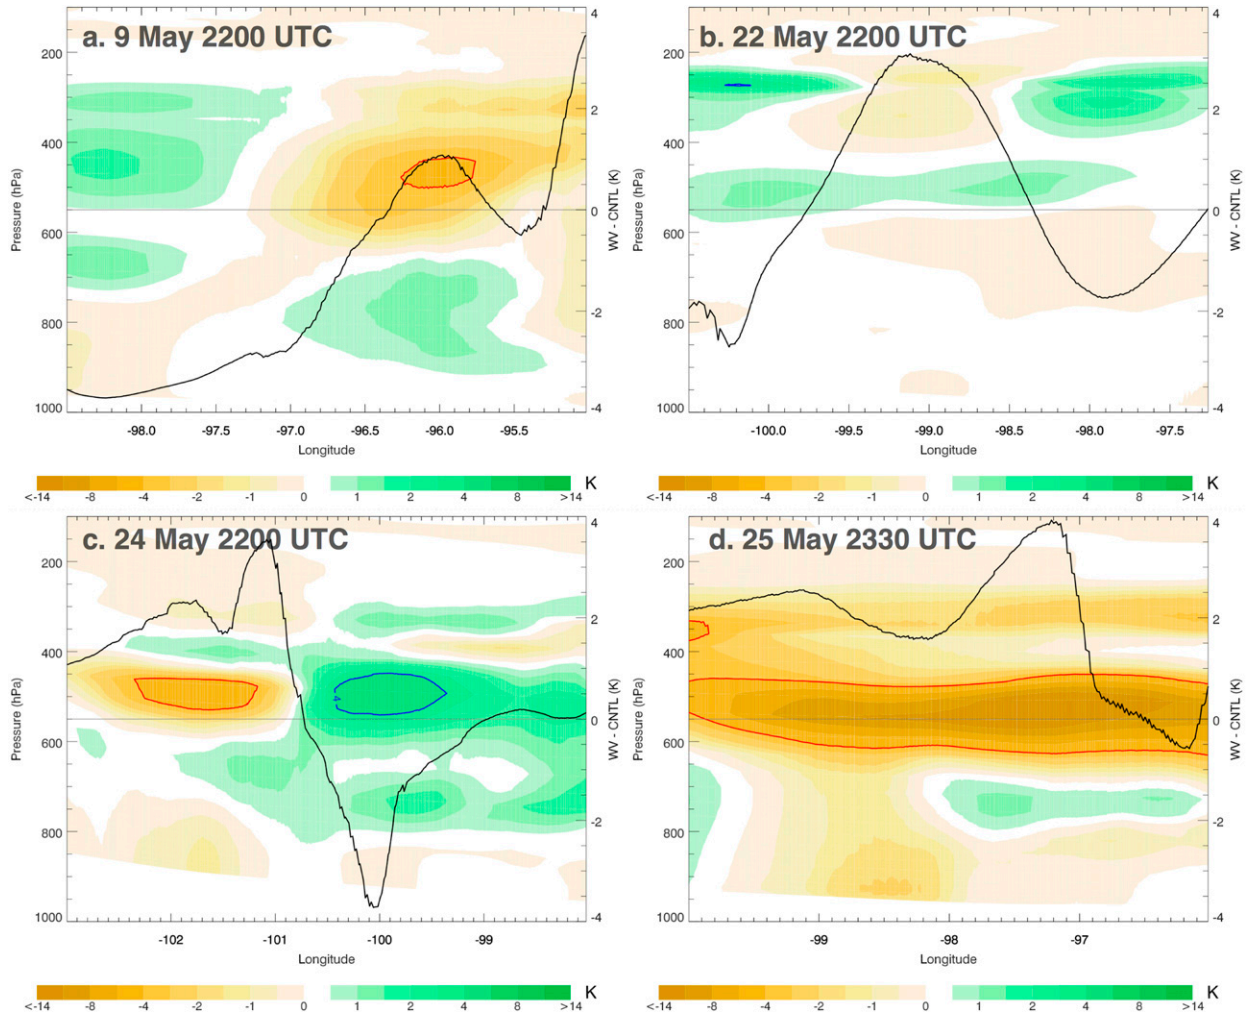 a. 9 May 2200 UTC
200
400
600
800
1000
Pressure (hPa)
4
2
0
-2
-4
WV - CNTL (K)
-98.0 -97.5 -97.0 -96.5 -96.0 -95.5
Longitude
<-14 -8 -4 -2 -1 0 1 2 4 8 >14 K
b. 22 May 2200 UTC
200
400
600
800
1000
Pressure (hPa)
4
2
0
-2
-4
WV - CNTL (K)
-100.0 -99.5 -99.0 -98.5 -98.0 -97.5
Longitude
<-14 -8 -4 -2 -1 0 1 2 4 8 >14 K
c. 24 May 2200 UTC
200
400
600
800
1000
Pressure (hPa)
4
4
2
0
-2
-4
WV - CNTL (K)
-102 -101 -100 -99
Longitude
<-14 -8 -4 -2 -1 0 1 2 4 8 >14 K
d. 25 May 2330 UTC
200
400
600
800
1000
Pressure (hPa)
4
2
0
-2
-4
WV - CNTL (K)
-99 -98 -97
Longitude
<-14 -8 -4 -2 -1 0 1 2 4 8 >14 K